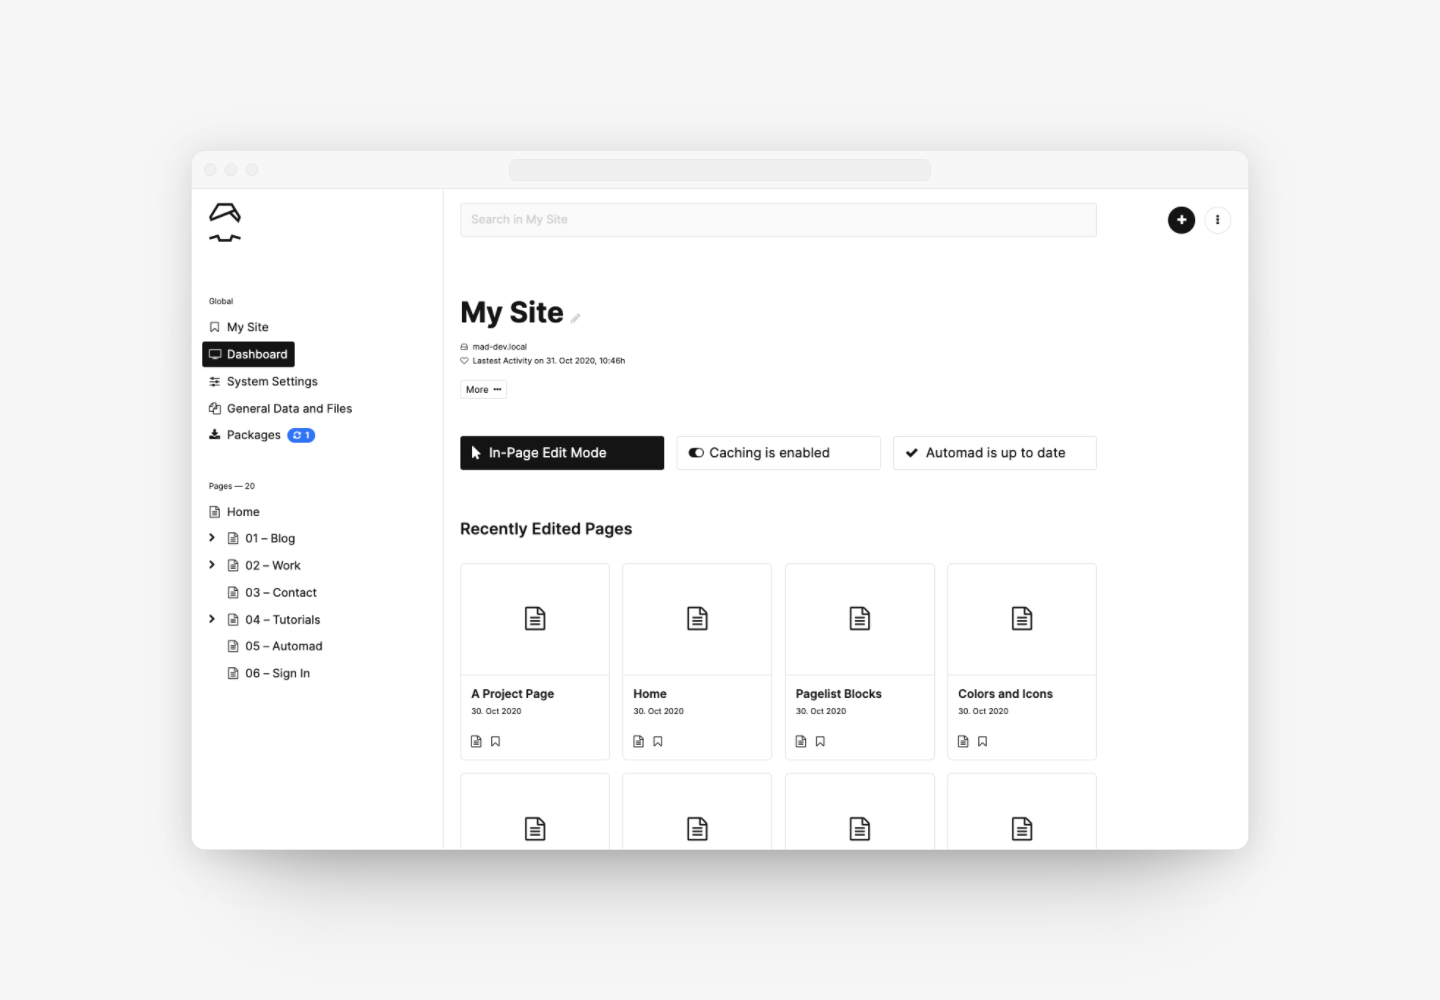 Search in My Site
Global
My Site
Dashboard
System Settings
General Data and Files
Packages 1
Pages — 20
Home
01 – Blog
02 – Work
03 – Contact
04 – Tutorials
05 – Automad
06 – Sign In
My Site
mad-dev.local
Lastest Activity on 31. Oct 2020, 10:46h
More
In-Page Edit Mode
Caching is enabled
Automad is up to date
Recently Edited Pages
A Project Page
30. Oct 2020
Home
30. Oct 2020
Pagelist Blocks
30. Oct 2020
Colors and Icons
30. Oct 2020